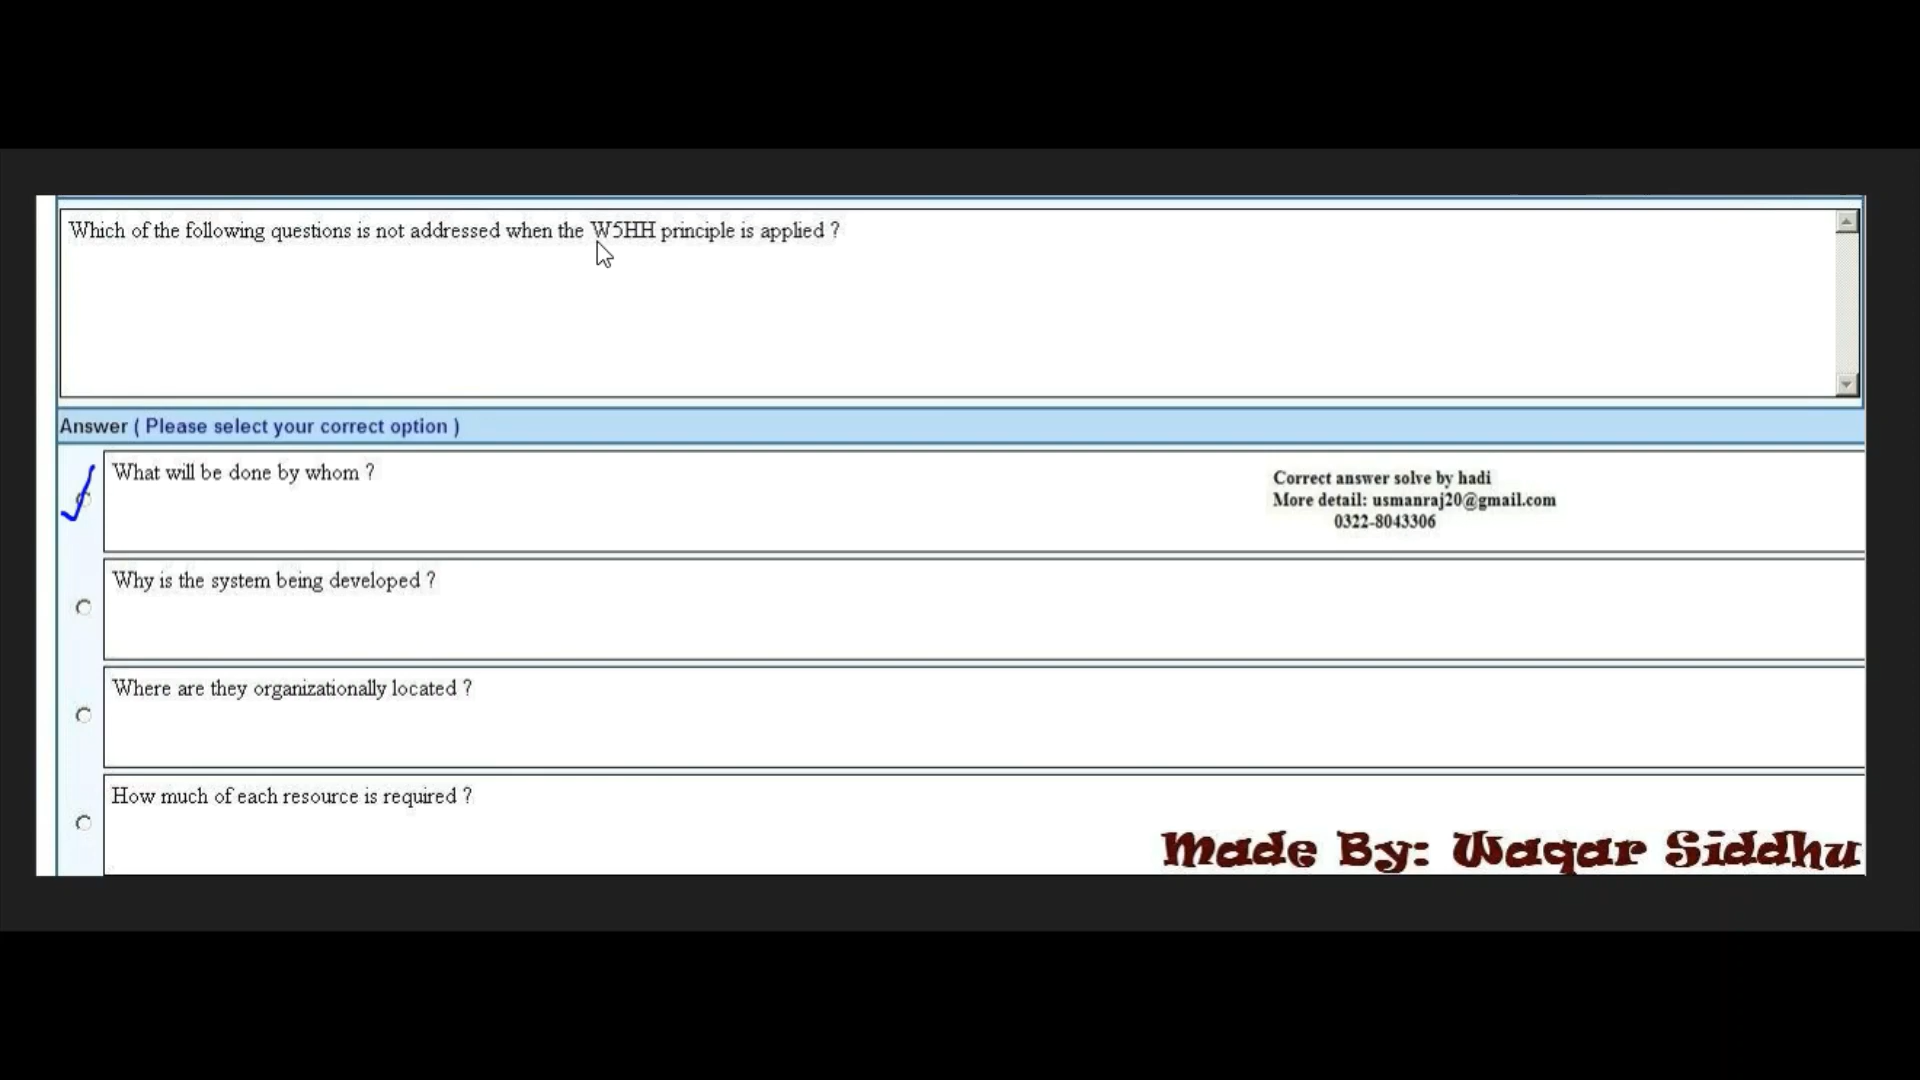 Which of the following questions is not addressed when the W5HH principle is applied ?
Answer ( Please select your correct option )
What will be done by whom ?
Correct answer solve by hadi
More detail: usmanraj20@gmail.com
0322-8043306
Why is the system being developed ?
Where are they organizationally located ?
How much of each resource is required ?
Made By: Waqar Siddhu